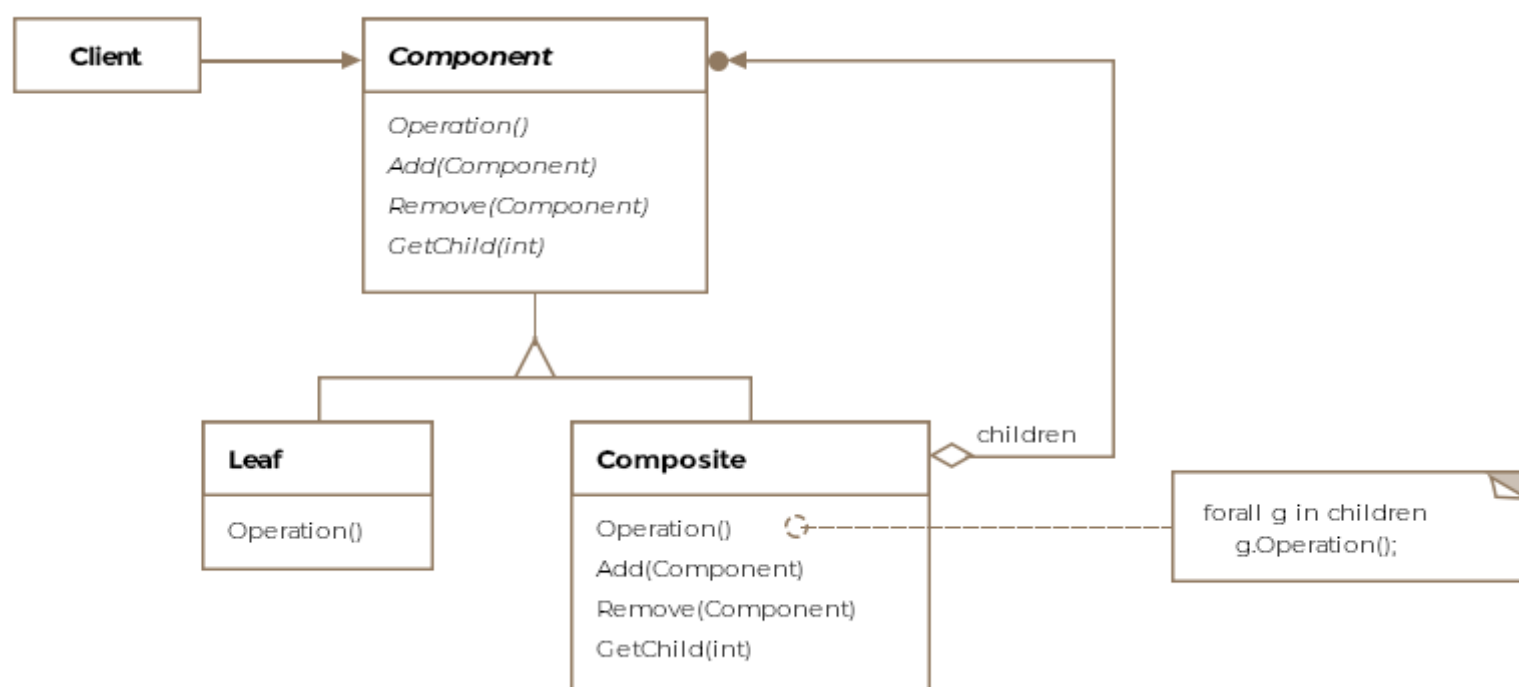 Client
Component
Operation()
Add(Component)
Remove(Component)
GetChild(int)
Leaf
Operation()
Composite
Operation()
Add(Component)
Remove(Component)
GetChild(int)
children
forall g in children
g.Operation();